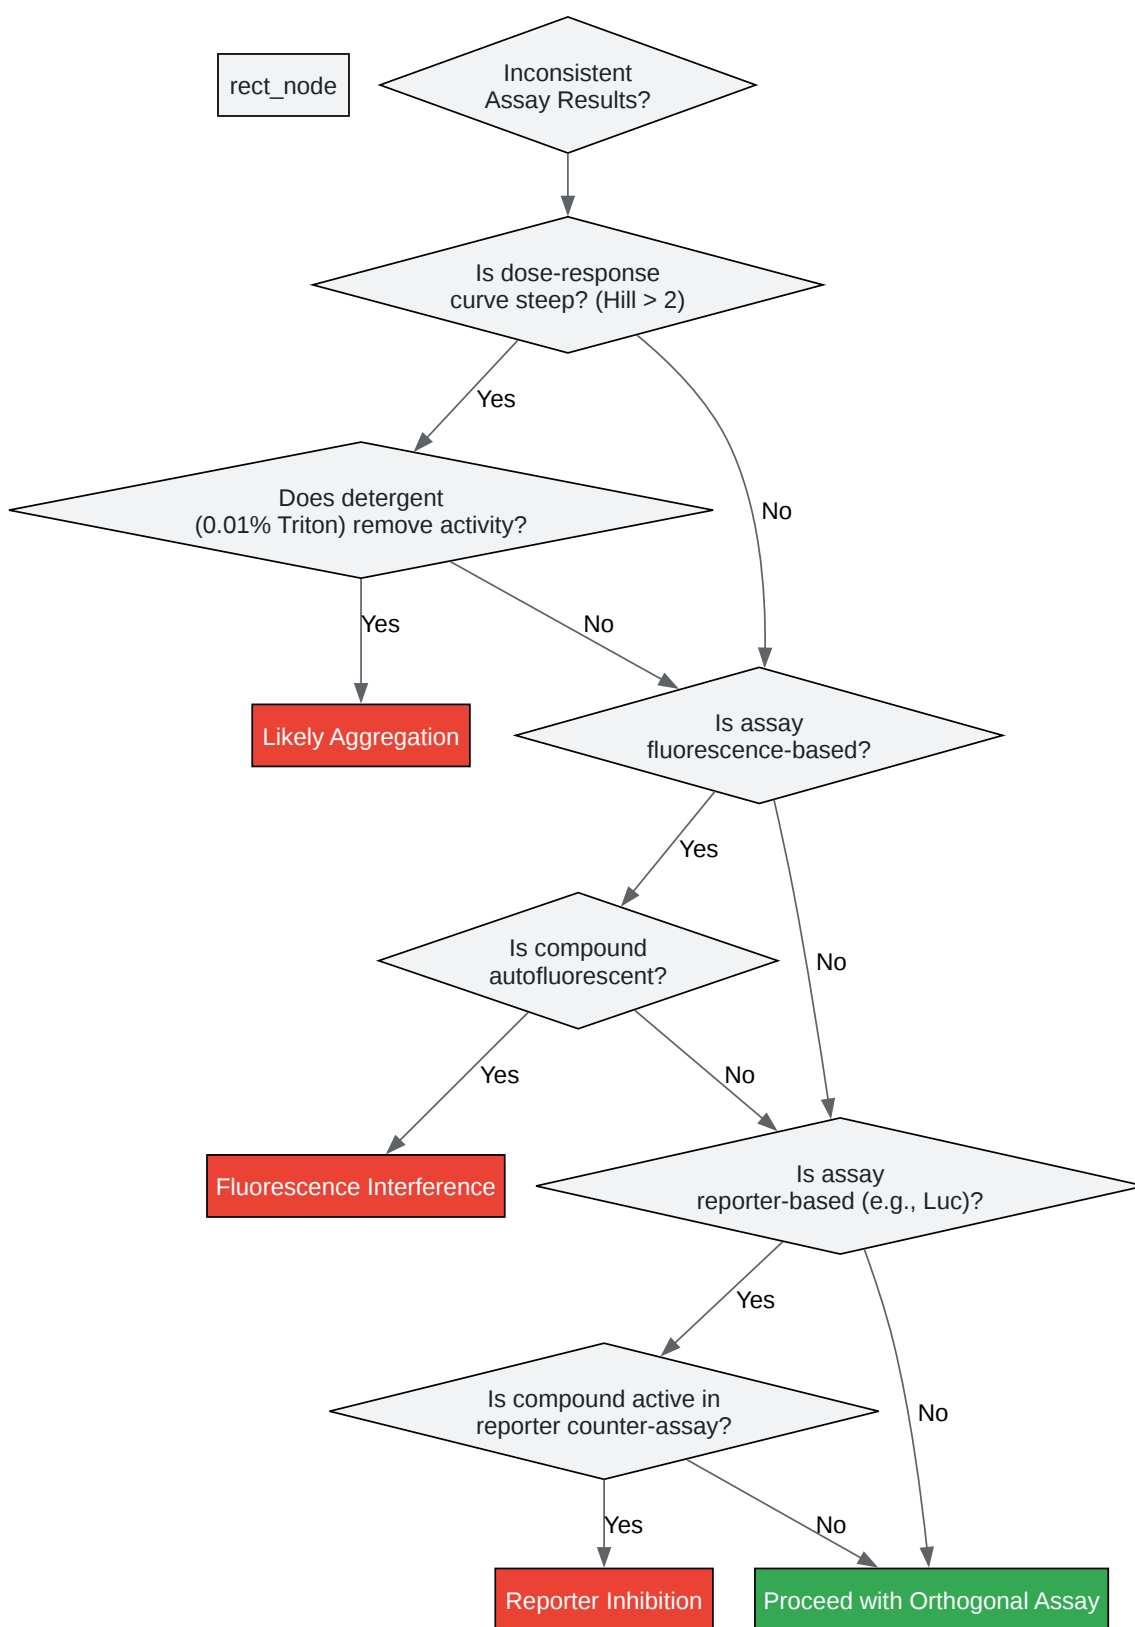 rect_node
Inconsistent
Assay Results?
Is dose-response
curve steep? (Hill > 2)
Yes
No
Does detergent
(0.01% Triton) remove activity?
Yes
No
Likely Aggregation
Is assay
fluorescence-based?
Yes
No
Is compound
autofluorescent?
Yes
No
Fluorescence Interference
Is assay
reporter-based (e.g., Luc)?
Yes
No
Is compound active in
reporter counter-assay?
Yes
No
Reporter Inhibition
Proceed with Orthogonal Assay